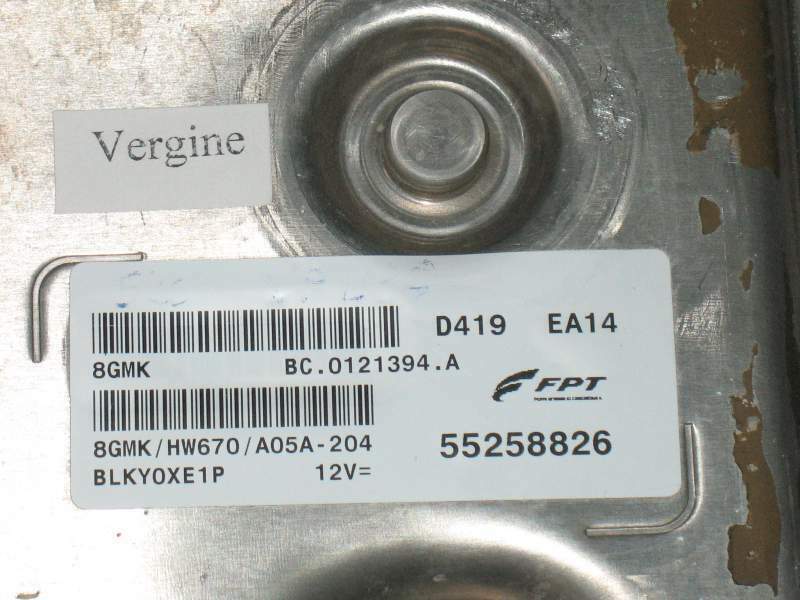 Vergine
D419 EA14
8GMK BC.0121394.A
FPT
8GMK/HW670/A05A-204 55258826
BLKY0XE1P 12V=